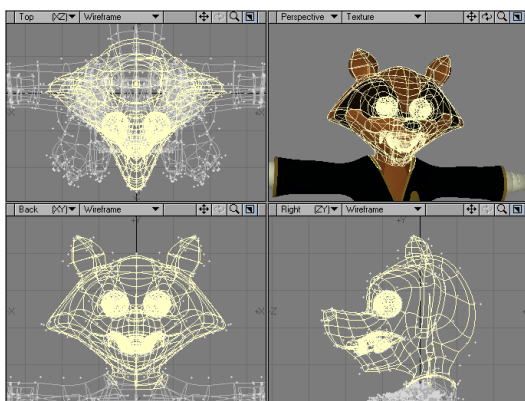 Top (XZ) Wireframe
Perspective Texture
+Y
Back (XY) Wireframe
Right (ZY) Wireframe
+Y
+Y
-X
+X
-Z